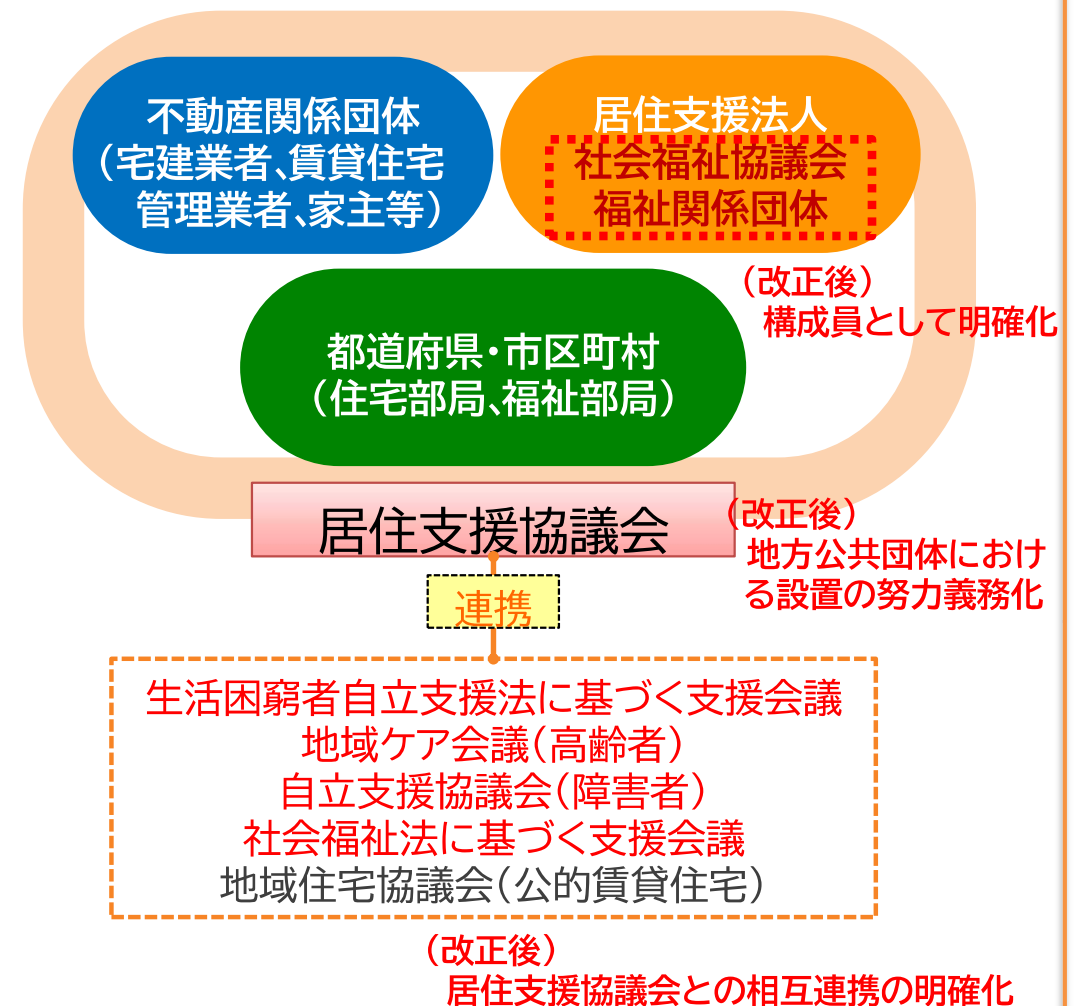 不動産関係団体
（宅建業者、賃貸住宅
管理業者、家主等）
居住支援法人
社会福祉協議会
福祉関係団体
（改正後）
構成員として明確化
都道府県・市区町村
（住宅部局、福祉部局）
居住支援協議会
（改正後）
地方公共団体におけ
る設置の努力義務化
連携
生活困窮者自立支援法に基づく支援会議
地域ケア会議（高齢者）
自立支援協議会（障害者）
社会福祉法に基づく支援会議
地域住宅協議会（公的賃貸住宅）
（改正後）
居住支援協議会との相互連携の明確化